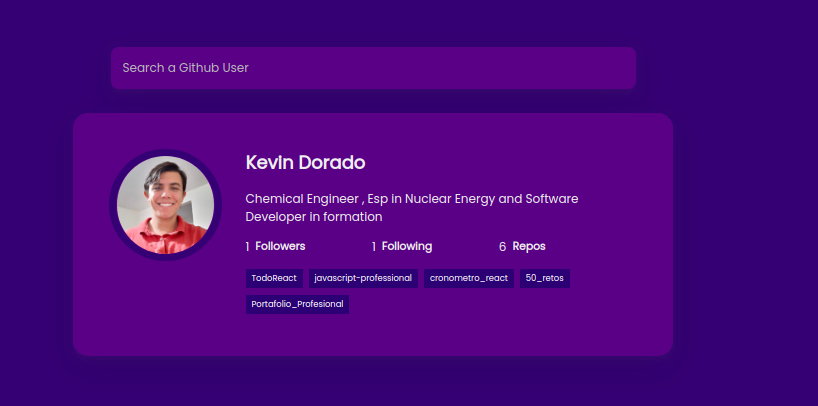 Search a Github User
Kevin Dorado
Chemical Engineer , Esp in Nuclear Energy and Software
Developer in formation
1 Followers 1 Following 6 Repos
TodoReact javascript-professional cronometro_react 50_retos
Portafolio_Profesional